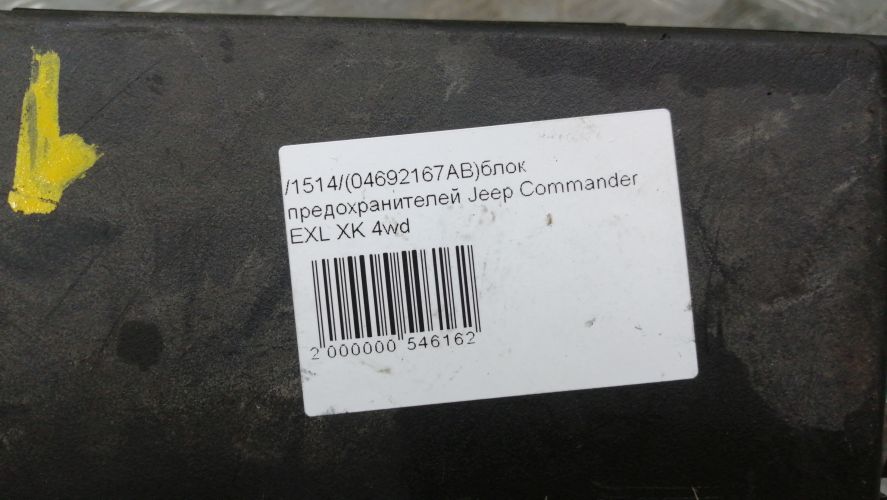 /1514/(04692167AB)блок
предохранителей Jeep Commander
EXL XK 4wd
2 000000 546162